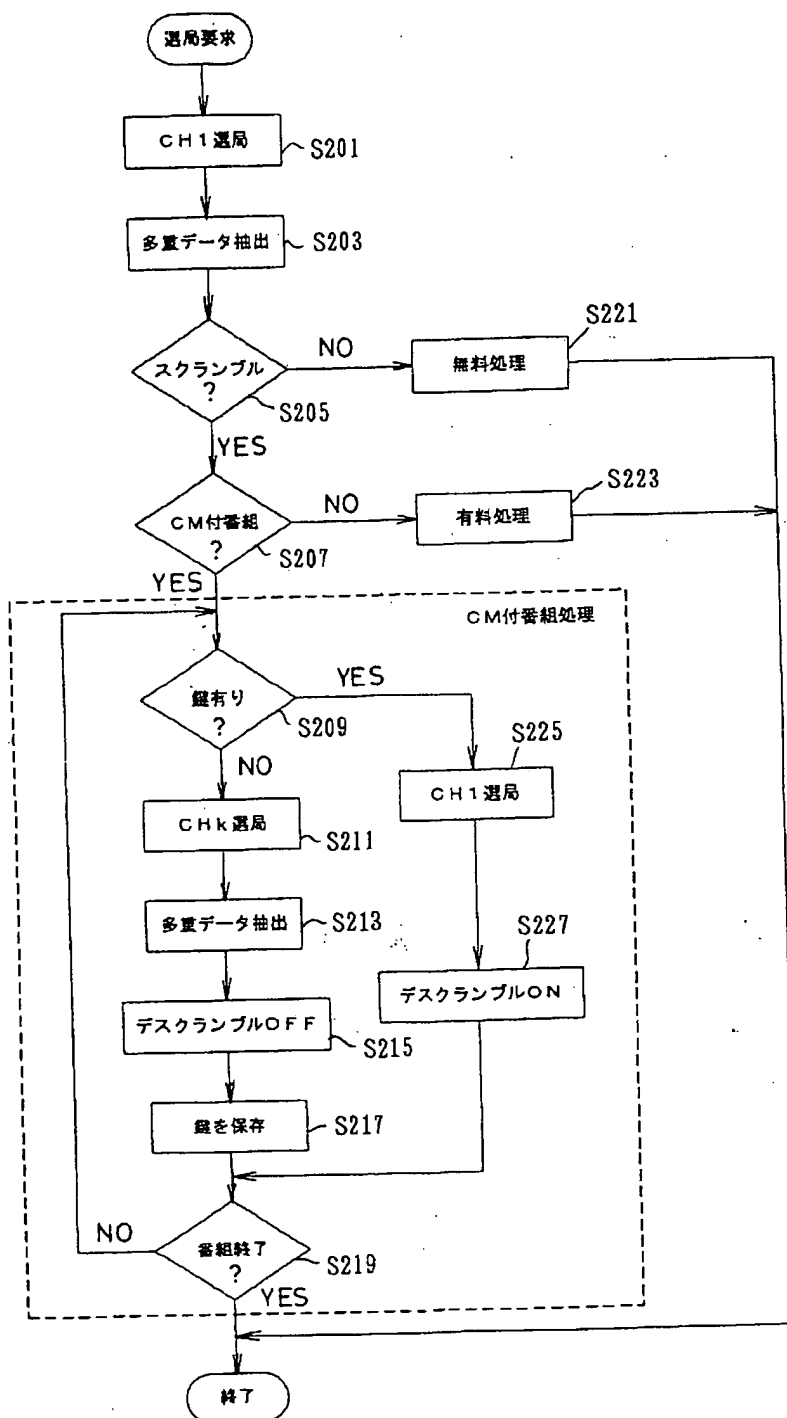 選局要求
CH1選局
S201
多重データ抽出
S203
スクランブル
?
S205
NO
無料処理
S221
YES
CM付番組
?
S207
NO
有料処理
S223
YES
CM付番組処理
鍵有り
?
S209
YES
CH1選局
S225
NO
CHk選局
S211
多重データ抽出
S213
デスクランブルON
S227
デスクランブルOFF
S215
鍵を保存
S217
番組終了
?
S219
NO
YES
終了